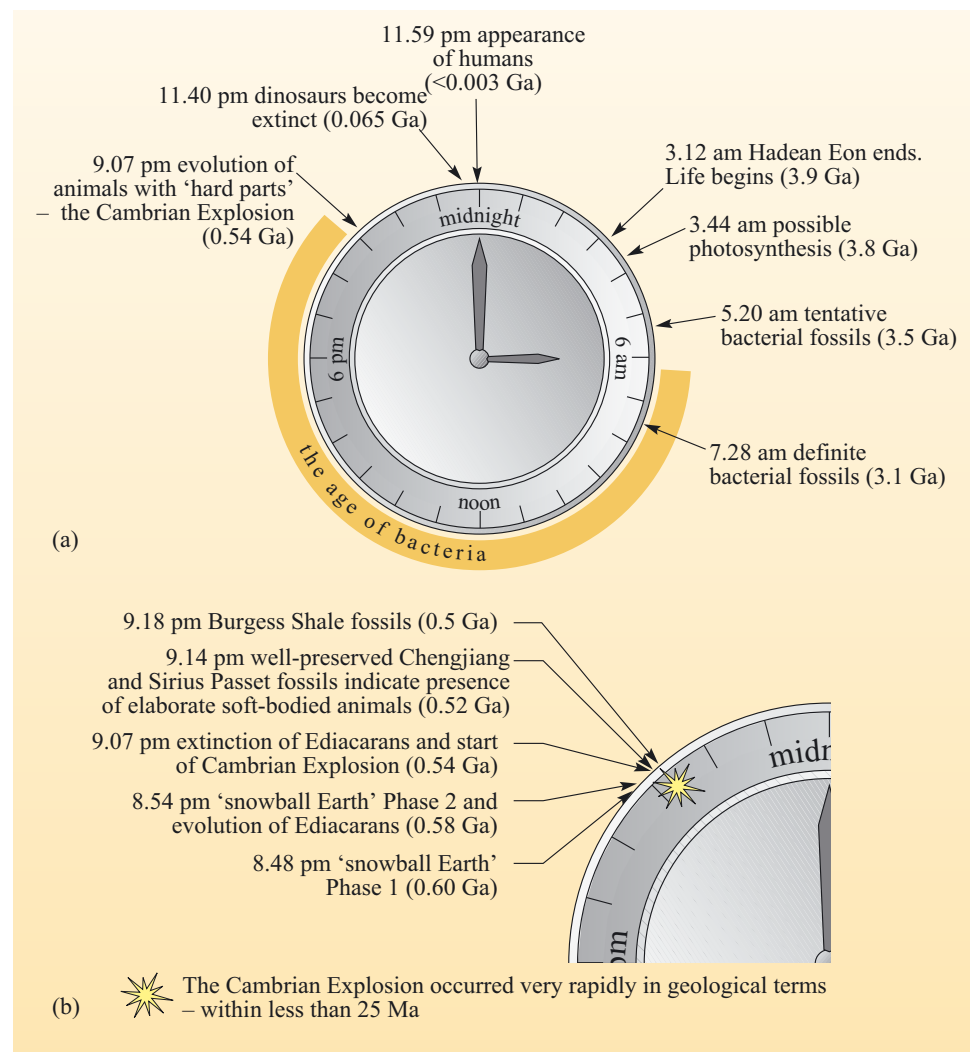 11.59 pm appearance
of humans
(<0.003 Ga)
11.40 pm dinosaurs become
extinct (0.065 Ga)
9.07 pm evolution of
animals with ‘hard parts’
– the Cambrian Explosion
(0.54 Ga)
3.12 am Hadean Eon ends.
Life begins (3.9 Ga)
3.44 am possible
photosynthesis (3.8 Ga)
5.20 am tentative
bacterial fossils (3.5 Ga)
7.28 am definite
bacterial fossils (3.1 Ga)
midnight
6 am
noon
6 pm
the age of bacteria
(a)
9.18 pm Burgess Shale fossils (0.5 Ga)
9.14 pm well-preserved Chengjiang
and Sirius Passet fossils indicate presence
of elaborate soft-bodied animals (0.52 Ga)
9.07 pm extinction of Ediacarans and start
of Cambrian Explosion (0.54 Ga)
8.54 pm ‘snowball Earth’ Phase 2 and
evolution of Ediacarans (0.58 Ga)
8.48 pm ‘snowball Earth’
Phase 1 (0.60 Ga)
midn
pm
(b)
The Cambrian Explosion occurred very rapidly in geological terms
– within less than 25 Ma